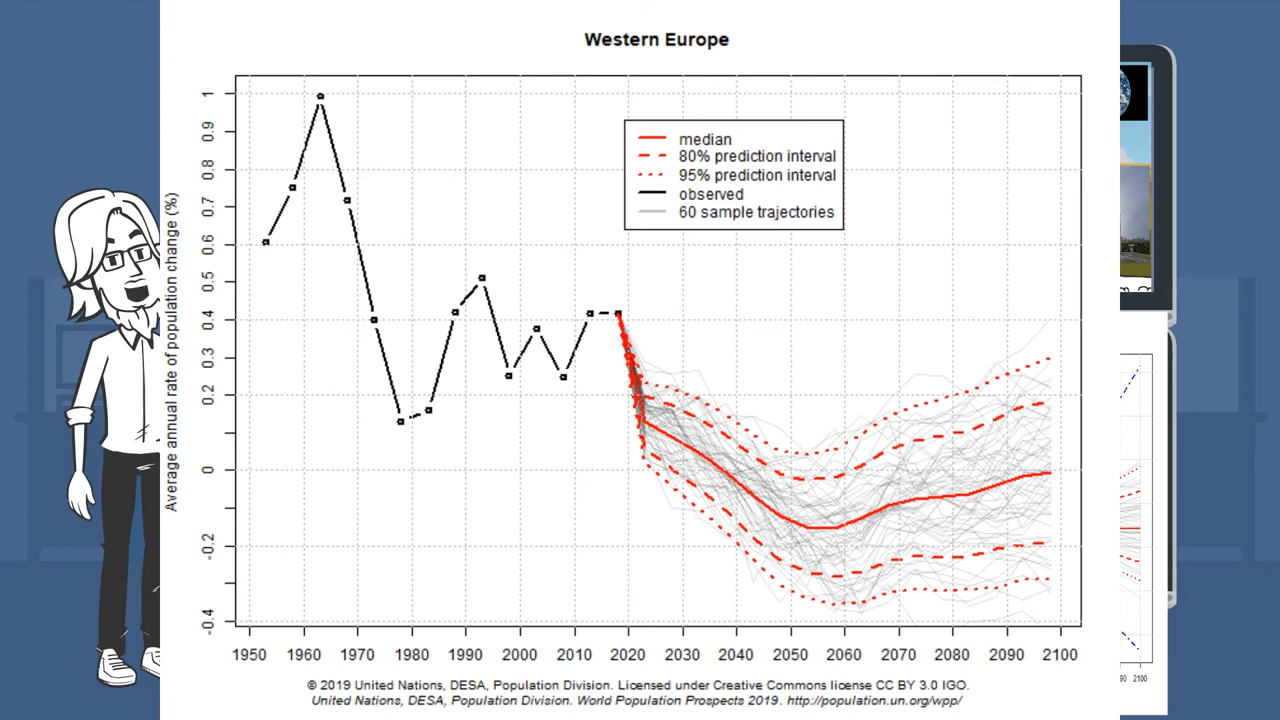 Western Europe
Average annual rate of population change (%)
1
0.9
0.8
0.7
0.6
0.5
0.4
0.3
0.2
0
-0.2
-0.4
median
80% prediction interval
95% prediction interval
observed
60 sample trajectories
1950 1960 1970 1980 1990 2000 2010 2020 2030 2040 2050 2060 2070 2080 2090 2100
90 2100
© 2019 United Nations, DESA, Population Division. Licensed under Creative Commons license CC BY 3.0 IGO.
United Nations, DESA, Population Division. World Population Prospects 2019. http://population.un.org/wpp/